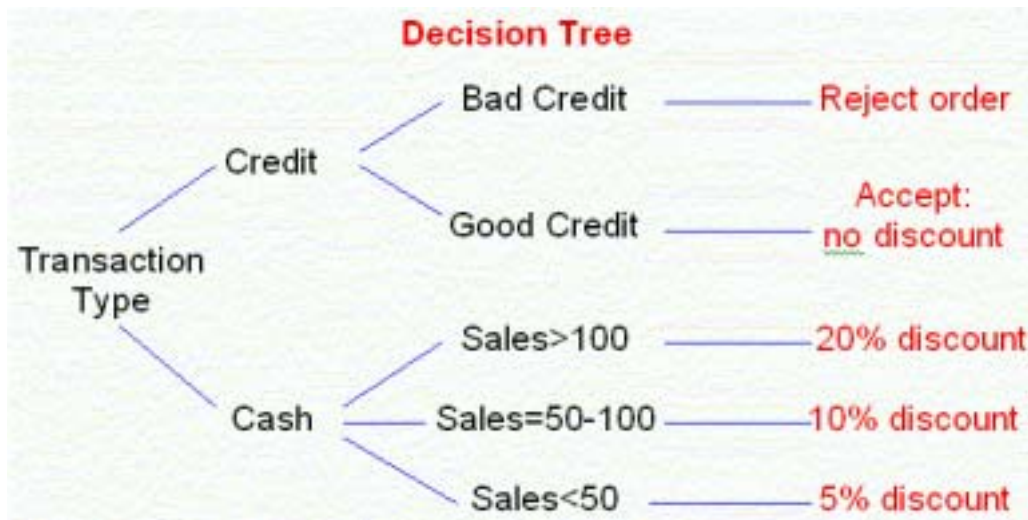 Decision Tree
Bad Credit
Reject order
Credit
Accept:
Good Credit
no discount
Transaction
Type
Sales>100
20% discount
Cash
Sales=50-100
10% discount
Sales<50
5% discount